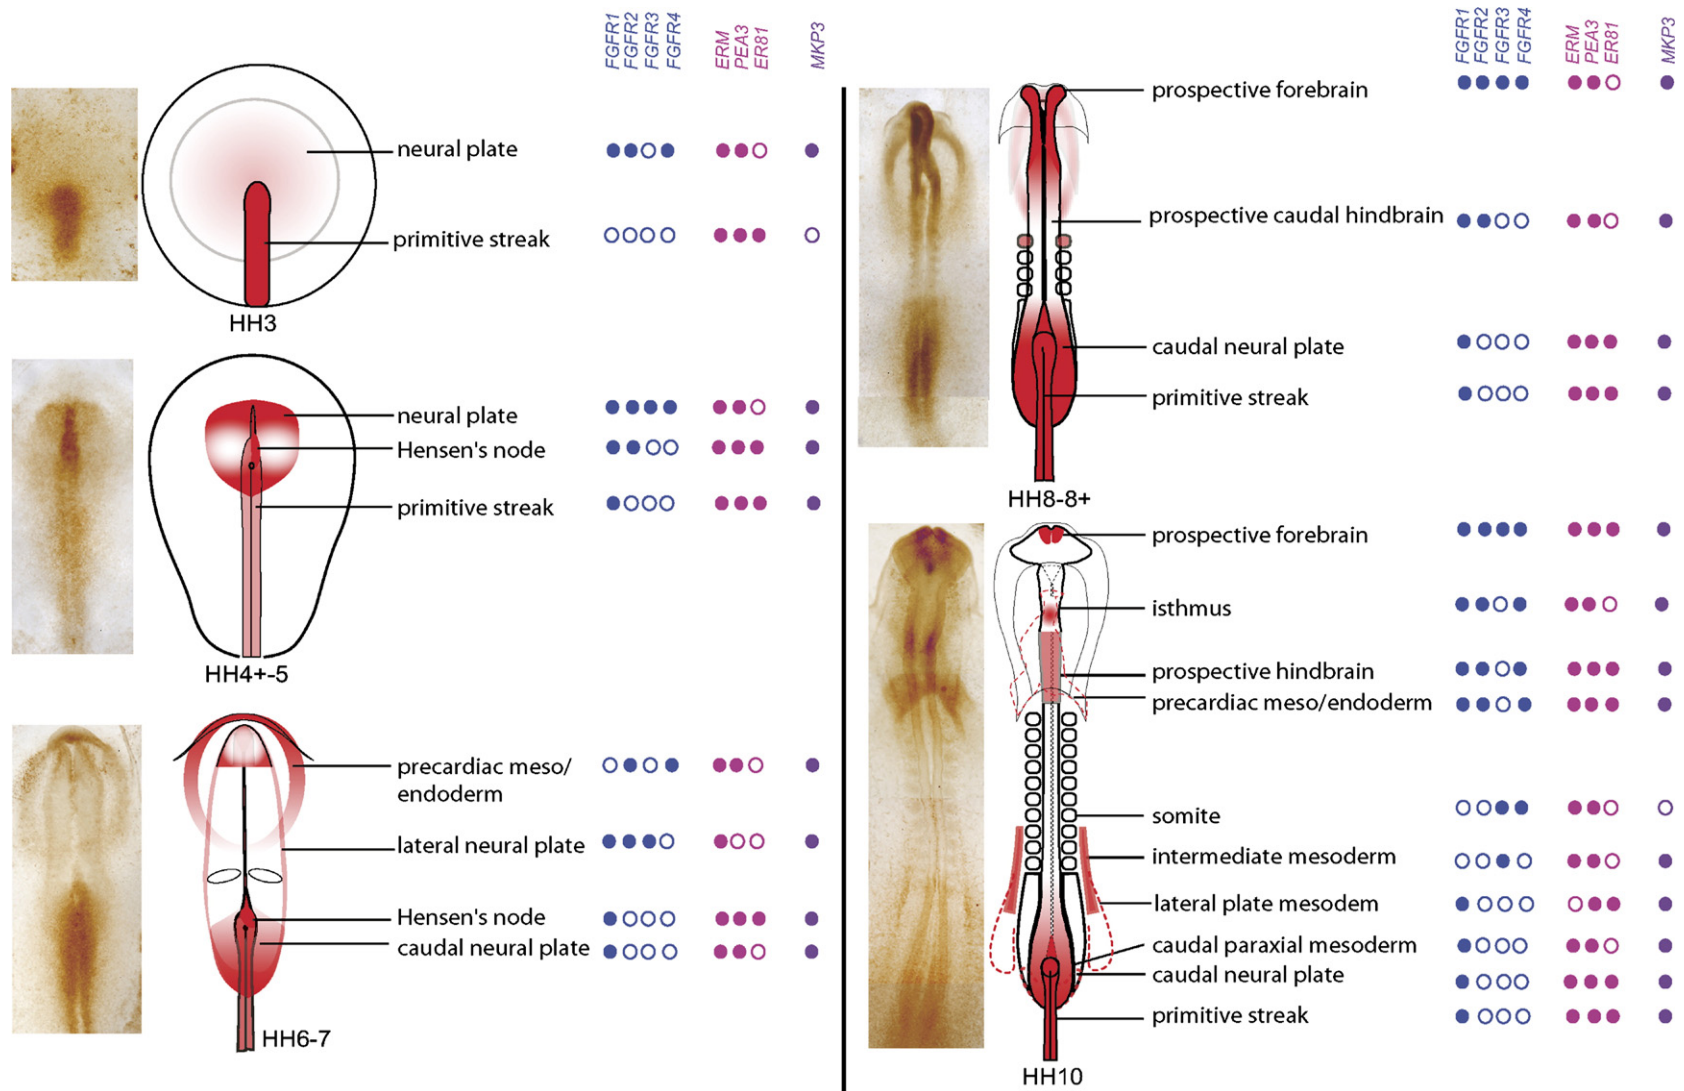 FGFR1
FGFR2
FGFR3
FGFR4
ERM
PEA3
ER81
MKP3
neural plate
primitive streak
HH3
neural plate
Hensen's node
primitive streak
HH4+-5
precardiac meso/
endoderm
lateral neural plate
Hensen's node
caudal neural plate
HH6-7
FGFR1
FGFR2
FGFR3
FGFR4
ERM
PEA3
ER81
MKP3
prospective forebrain
prospective caudal hindbrain
caudal neural plate
primitive streak
HH8-8+
prospective forebrain
isthmus
prospective hindbrain
precardiac meso/endoderm
somite
intermediate mesoderm
lateral plate mesodem
caudal paraxial mesoderm
caudal neural plate
primitive streak
HH10